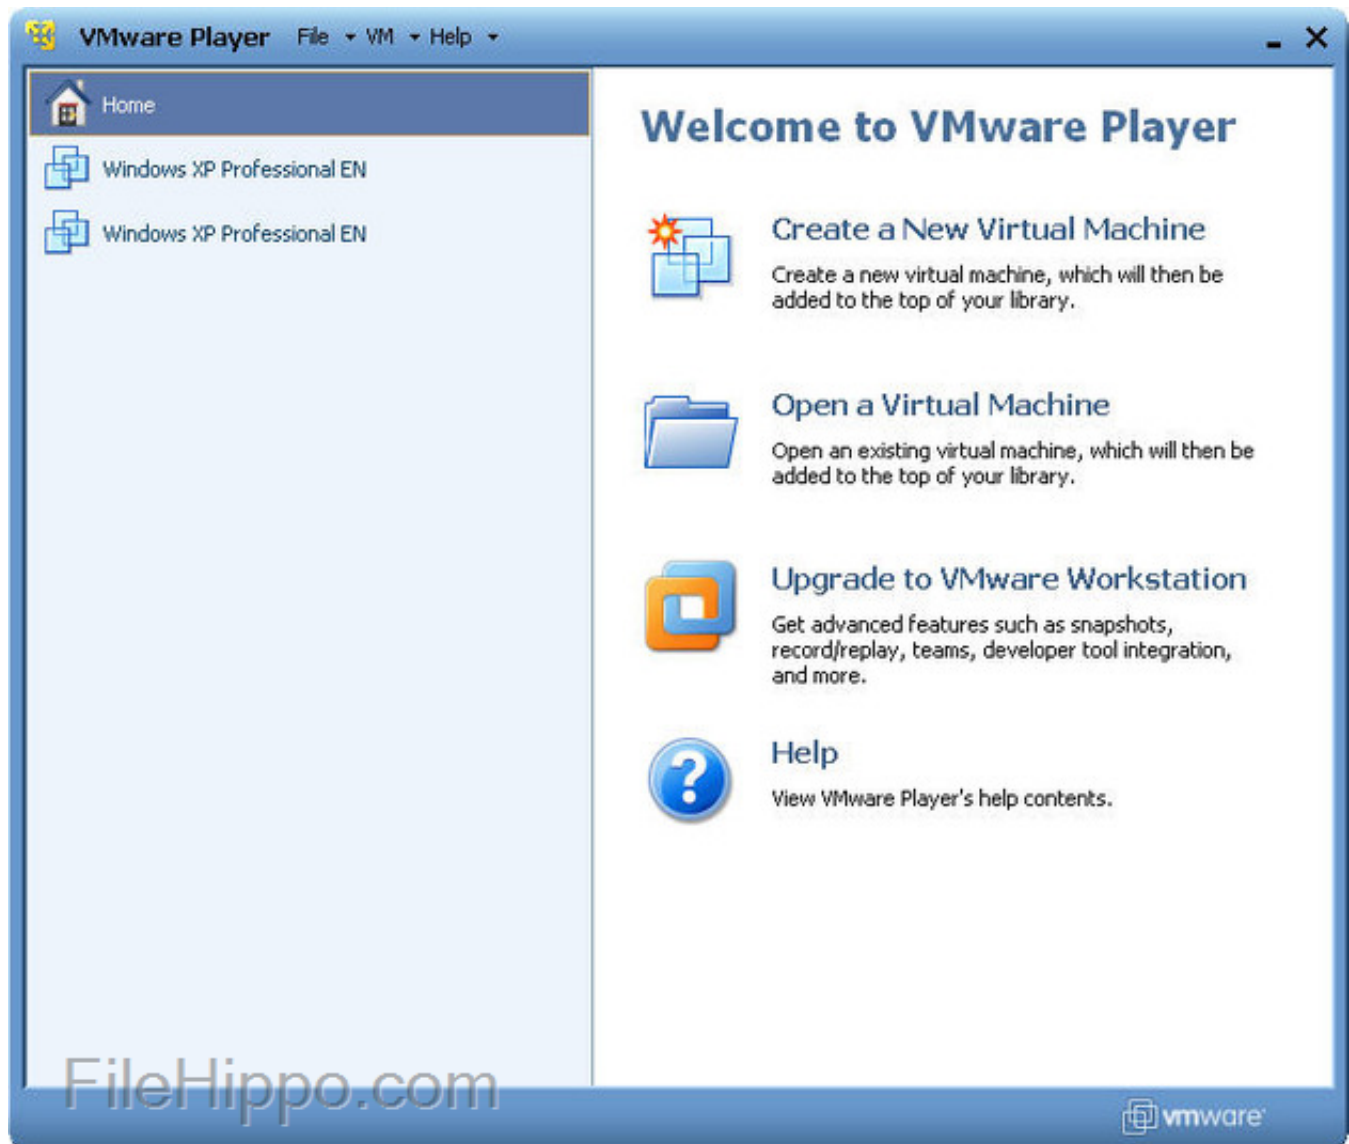 VMware Player File VM Help
Home
Windows XP Professional EN
Windows XP Professional EN
Welcome to VMware Player
Create a New Virtual Machine
Create a new virtual machine, which will then be
added to the top of your library.
Open a Virtual Machine
Open an existing virtual machine, which will then be
added to the top of your library.
Upgrade to VMware Workstation
Get advanced features such as snapshots,
record/replay, teams, developer tool integration,
and more.
Help
View VMware Player's help contents.
FileHippo.com
vmware